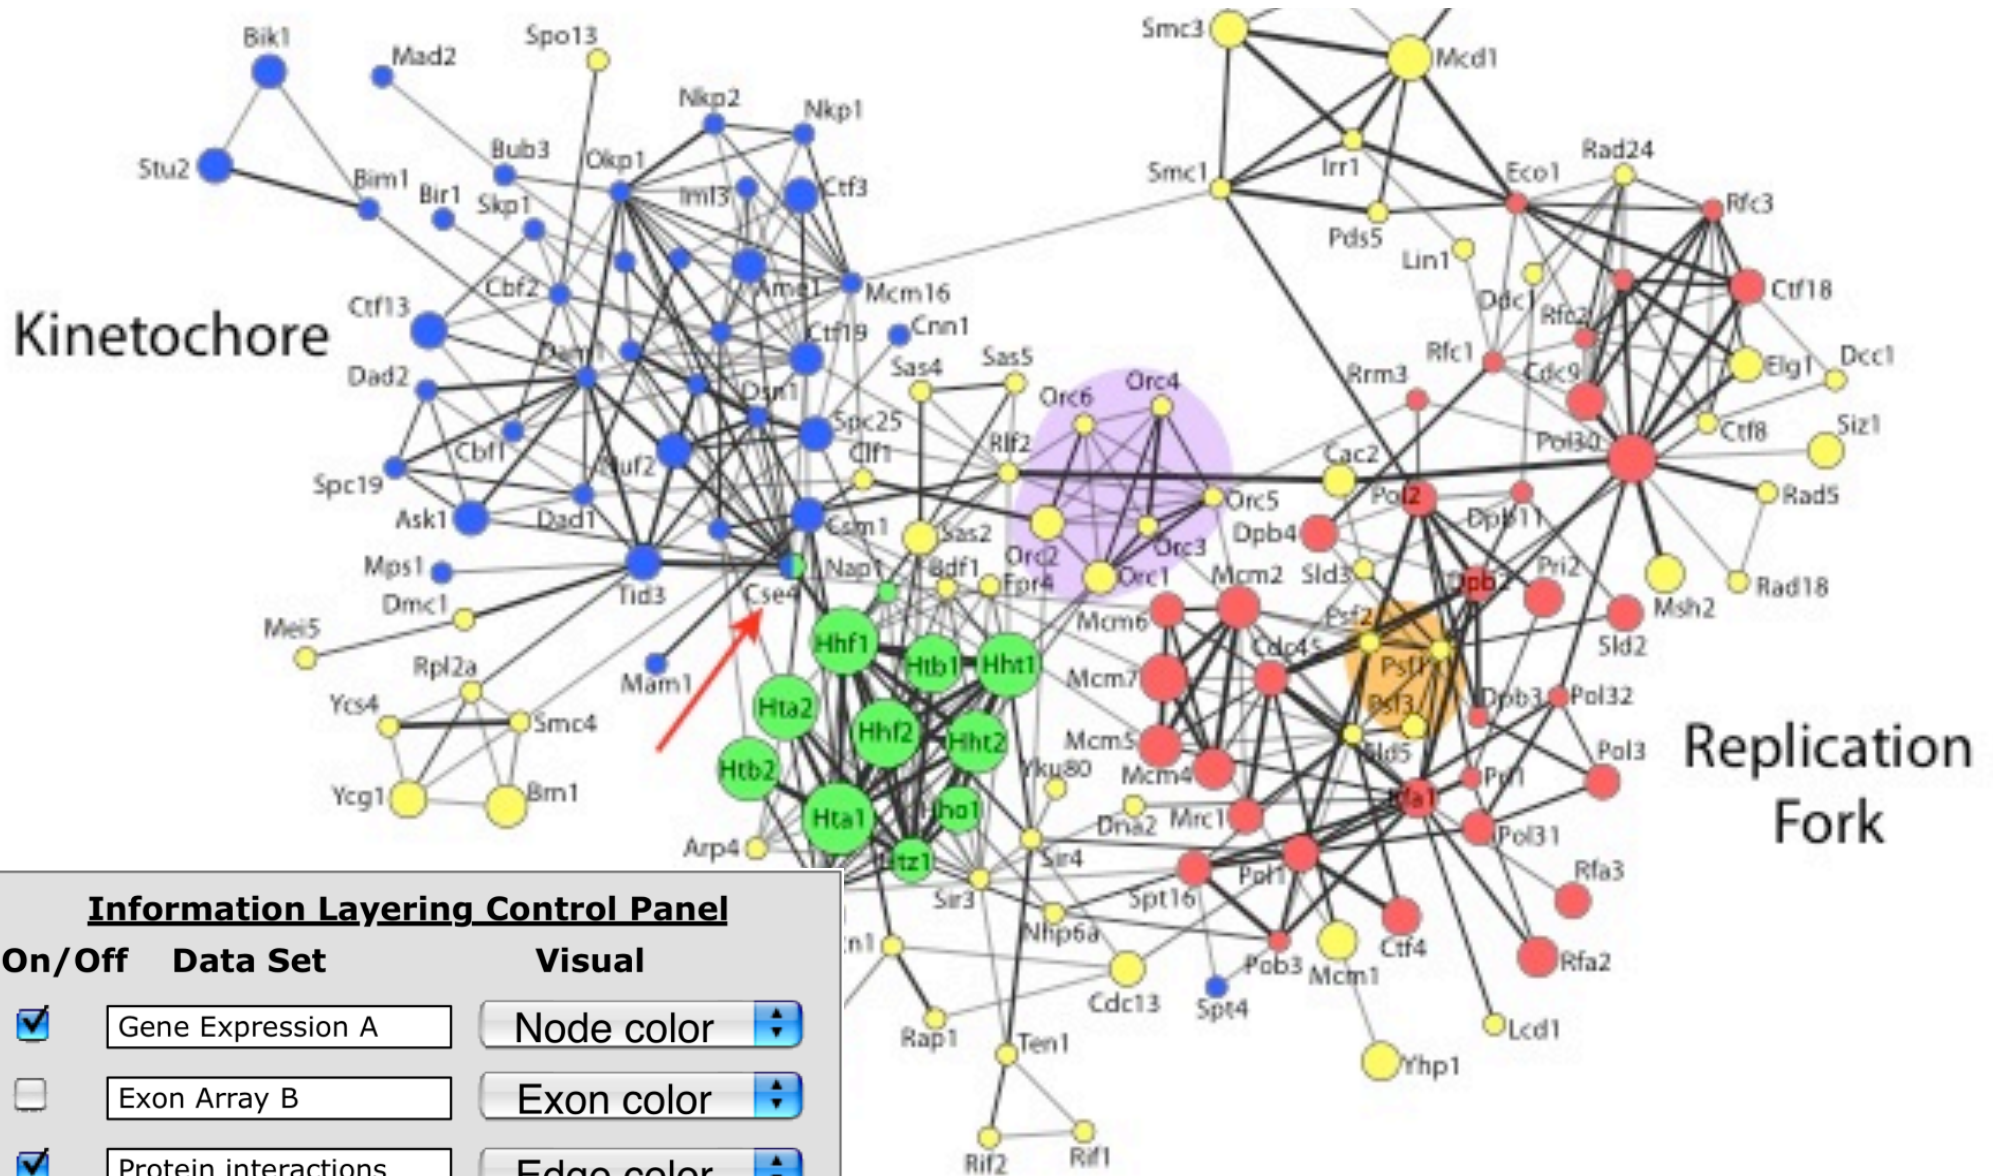 Bik1
Mad2
Spo13
Smc3
Mcd1
Nkp2
Nkp1
Stu2
Bub3
Okp1
Bim1
Bir1
Skp1
Iml3
Ctf3
Smc1
Irr1
Eco1
Rad24
Rfc3
Pds5
Lin1
Ctf13
Cbf2
Ame1
Mcm16
Ddc1
Rfc2
Ctf18
Kinetochore
Dam1
Ctf19
Cnn1
Sas4
Sas5
Rfc1
Cdc9
Elg1
Dcc1
Dad2
Dsn1
Orc6
Orc4
Rrm3
Cbf1
Spc25
Clf1
Rlf2
Cac2
Pol30
Ctf8
Siz1
Spc19
Nuf2
Orc5
Pol2
Rad5
Ask1
Dad1
Csm1
Sas2
Orc2
Orc3
Dpb4
Dpb11
Mps1
Tid3
Cse4
Nap1
Bdf1
Fpr4
Orc1
Mcm2
Sld3
Dpb2
Pri2
Msh2
Rad18
Dmc1
Mei5
Hhf1
Htb1
Hht1
Mcm6
Cdc45
Psf2
Psf1
Sld2
Rpl2a
Mam1
Mcm7
Psf3
Dpb3
Pol32
Ycs4
Smc4
Hta2
Hhf2
Hht2
Mcm5
Mcm4
Sld5
Pol3
Replication
Fork
Ycg1
Brn1
Htb2
Hta1
Hho1
Yku80
Dna2
Mrc1
Rfa1
Pri1
Pol31
Arp4
Htz1
Sir4
Sir3
Spt16
Pol1
Rfa3
Nhp6a
Pob3
Mcm1
Ctf4
Rfa2
Cdc13
Spt4
Rap1
Ten1
Lcd1
Yhp1
Rif2
Rif1
Information Layering Control Panel
On/Off Data Set Visual
Gene Expression A Node color
Exon Array B Exon color
Protein interactions Edge color